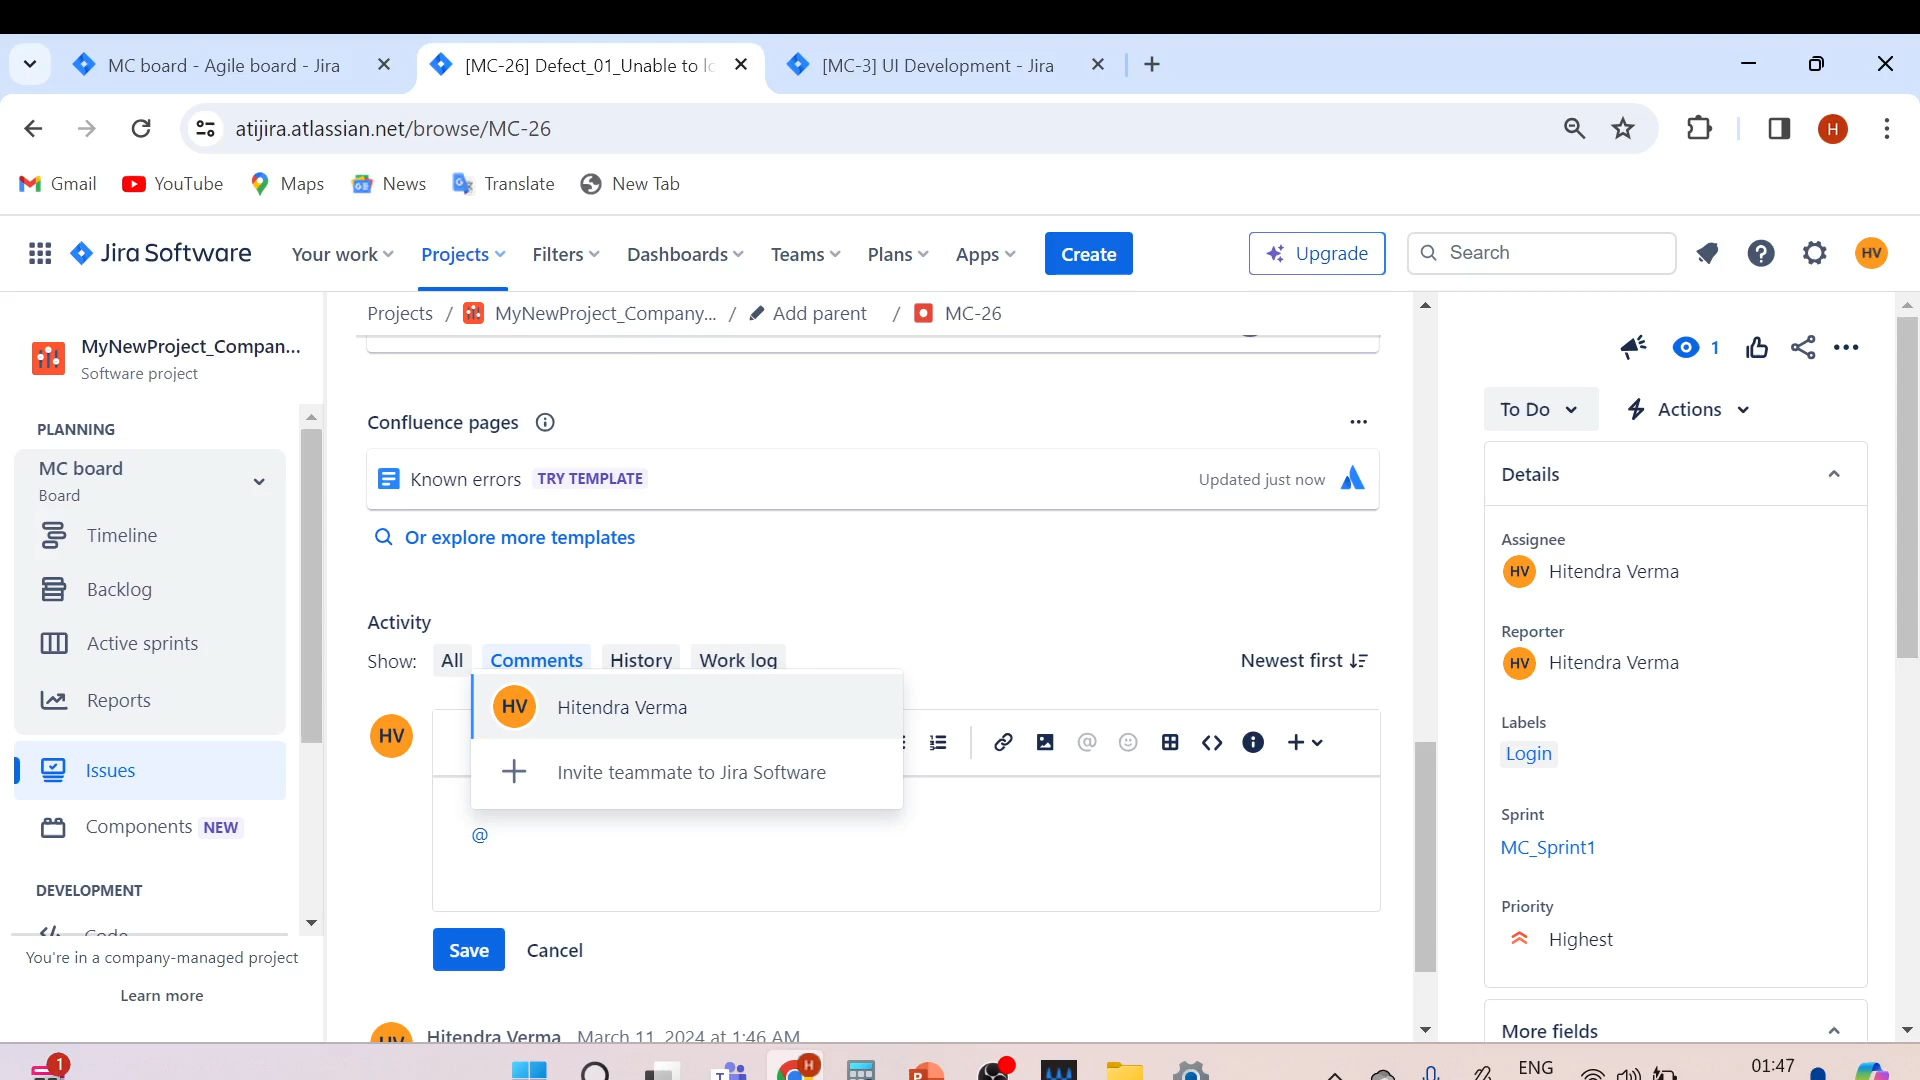 MC board - Agile board - Jira
[MC-26] Defect_01_Unable to lo
[MC-3] UI Development - Jira
atijira.atlassian.net/browse/MC-26
H
Gmail
YouTube
Maps
News
Translate
New Tab
Jira Software
Your work
Projects
Filters
Dashboards
Teams
Plans
Apps
Create
Upgrade
Search
HV
MyNewProject_Compan...
Software project
PLANNING
MC board
Board
Timeline
Backlog
Active sprints
Reports
Issues
Components NEW
DEVELOPMENT
Code
You're in a company-managed project
Learn more
Projects / MyNewProject_Company... / Add parent / MC-26
Confluence pages
Known errors TRY TEMPLATE
Updated just now
Or explore more templates
Activity
Show: All Comments History Work log
Newest first
HV
HV Hitendra Verma
Invite teammate to Jira Software
@
Save Cancel
HV Hitendra Verma March 11, 2024 at 1:46 AM
1
To Do
Actions
Details
Assignee
HV Hitendra Verma
Reporter
HV Hitendra Verma
Labels
Login
Sprint
MC_Sprint1
Priority
Highest
More fields
1
H
ENG
01:47